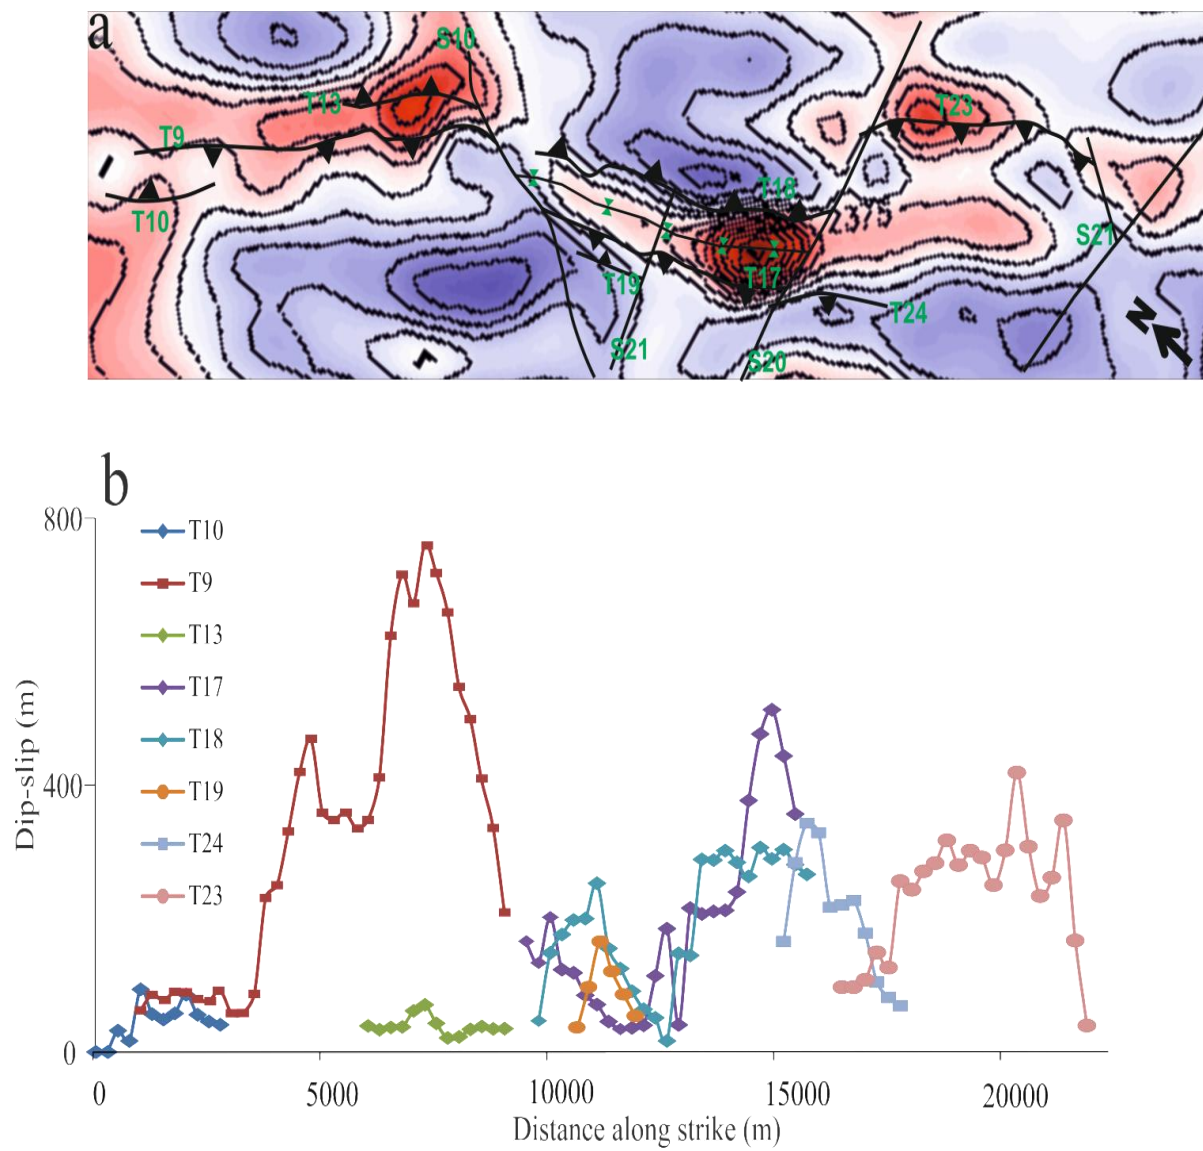 a
S10
T13
T23
T9
T18
T10
2375
S21
T19
T17
T24
N
S21
S20
b
800
T10
T9
T13
T17
T18
T19
T24
T23
400
0
Dip-slip (m)
0 5000 10000 15000 20000
Distance along strike (m)